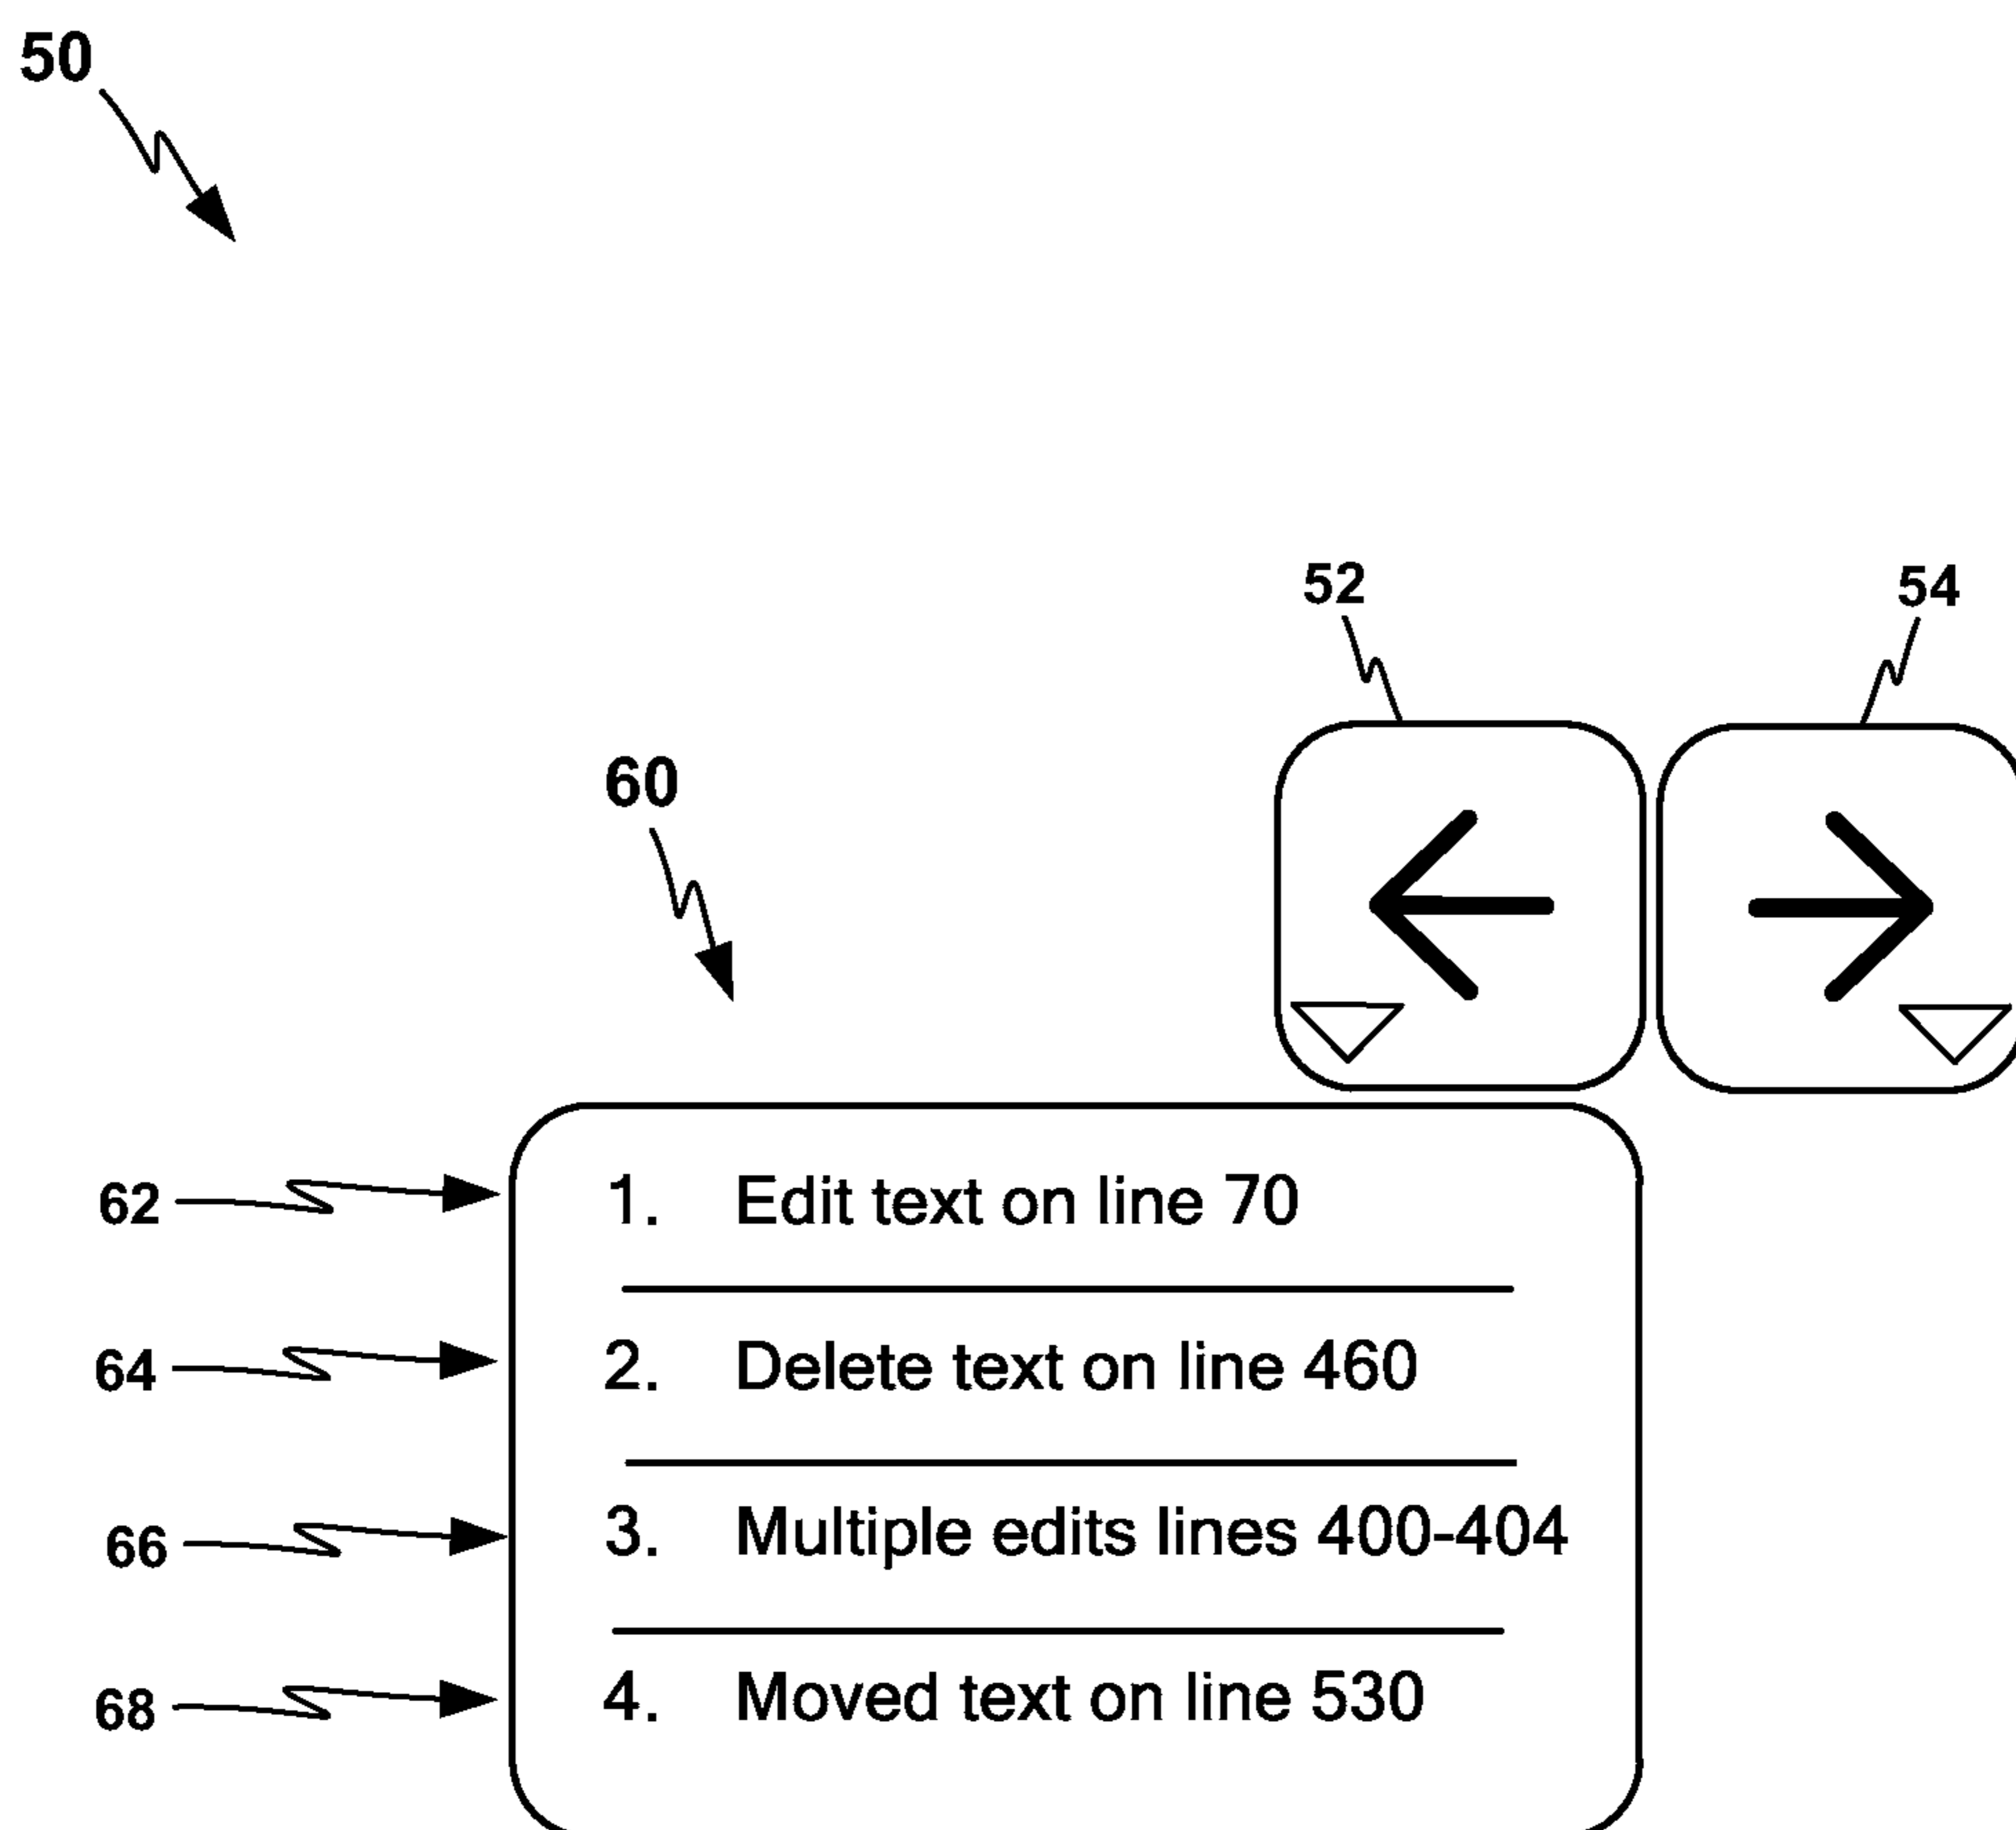 50
52
54
60
62
1. Edit text on line 70
64
2. Delete text on line 460
66
3. Multiple edits lines 400-404
68
4. Moved text on line 530